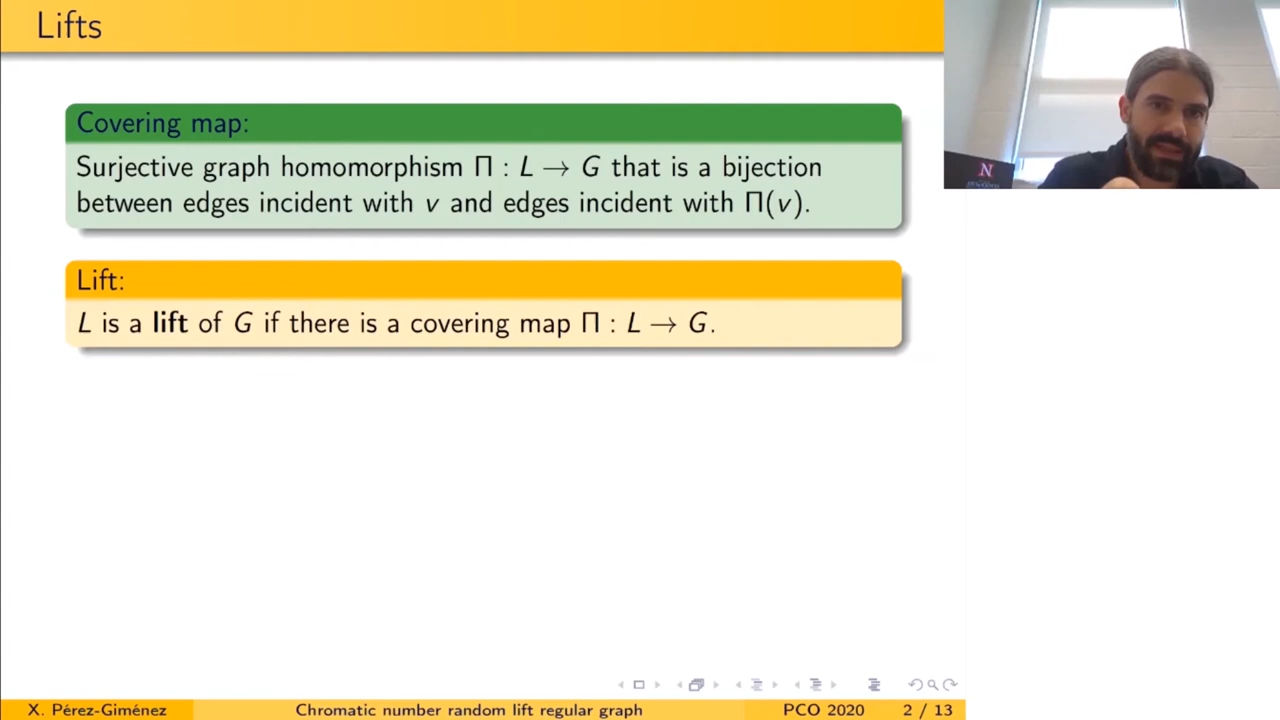 Lifts
Covering map:
Surjective graph homomorphism Π : L → G that is a bijection
between edges incident with v and edges incident with Π(v).
Lift:
L is a lift of G if there is a covering map Π : L → G.
N
X. Pérez-Giménez
Chromatic number random lift regular graph
PCO 2020
2 / 13